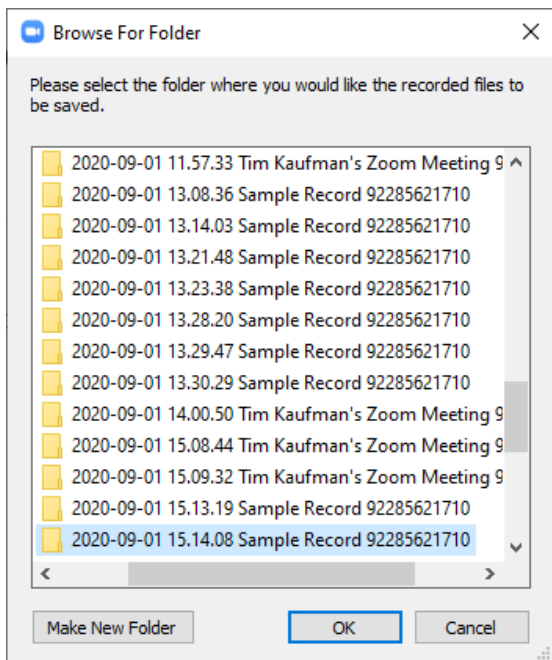 Browse For Folder
Please select the folder where you would like the recorded files to
be saved.
2020-09-01 11.57.33 Tim Kaufman's Zoom Meeting 9
2020-09-01 13.08.36 Sample Record 92285621710
2020-09-01 13.14.03 Sample Record 92285621710
2020-09-01 13.21.48 Sample Record 92285621710
2020-09-01 13.23.38 Sample Record 92285621710
2020-09-01 13.28.20 Sample Record 92285621710
2020-09-01 13.29.47 Sample Record 92285621710
2020-09-01 13.30.29 Sample Record 92285621710
2020-09-01 14.00.50 Tim Kaufman's Zoom Meeting 9
2020-09-01 15.08.44 Tim Kaufman's Zoom Meeting 9
2020-09-01 15.09.32 Tim Kaufman's Zoom Meeting 9
2020-09-01 15.13.19 Sample Record 92285621710
2020-09-01 15.14.08 Sample Record 92285621710
Make New Folder OK Cancel